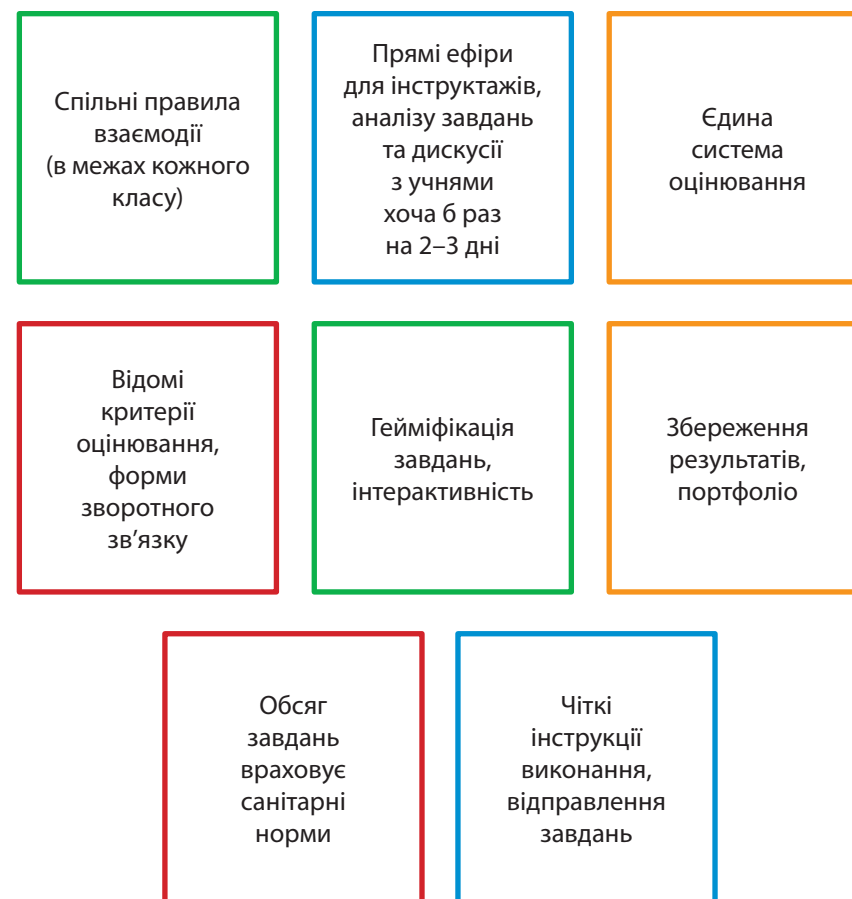 Спільні правила
взаємодії
(в межах кожного
класу)
Прямі ефіри
для інструктажів,
аналізу завдань
та дискусії
з учнями
хоча б раз
на 2–3 дні
Єдина
система
оцінювання
Відомі
критерії
оцінювання,
форми
зворотного
зв’язку
Гейміфікація
завдань,
інтерактивність
Збереження
результатів,
портфоліо
Обсяг
завдань
враховує
санітарні
норми
Чіткі
інструкції
виконання,
відправлення
завдань